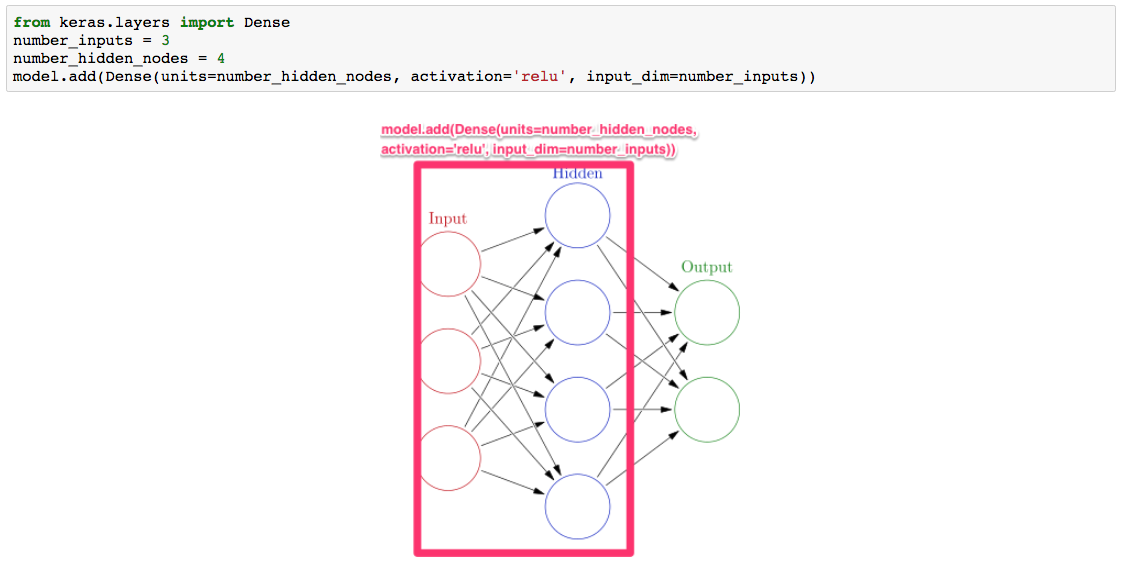 from keras.layers import Dense
number_inputs = 3
number_hidden_nodes = 4
model.add(Dense(units=number_hidden_nodes, activation='relu', input_dim=number_inputs))
model.add(Dense(units=number_hidden_nodes,
activation='relu', input_dim=number_inputs))
Hidden
Input
Output